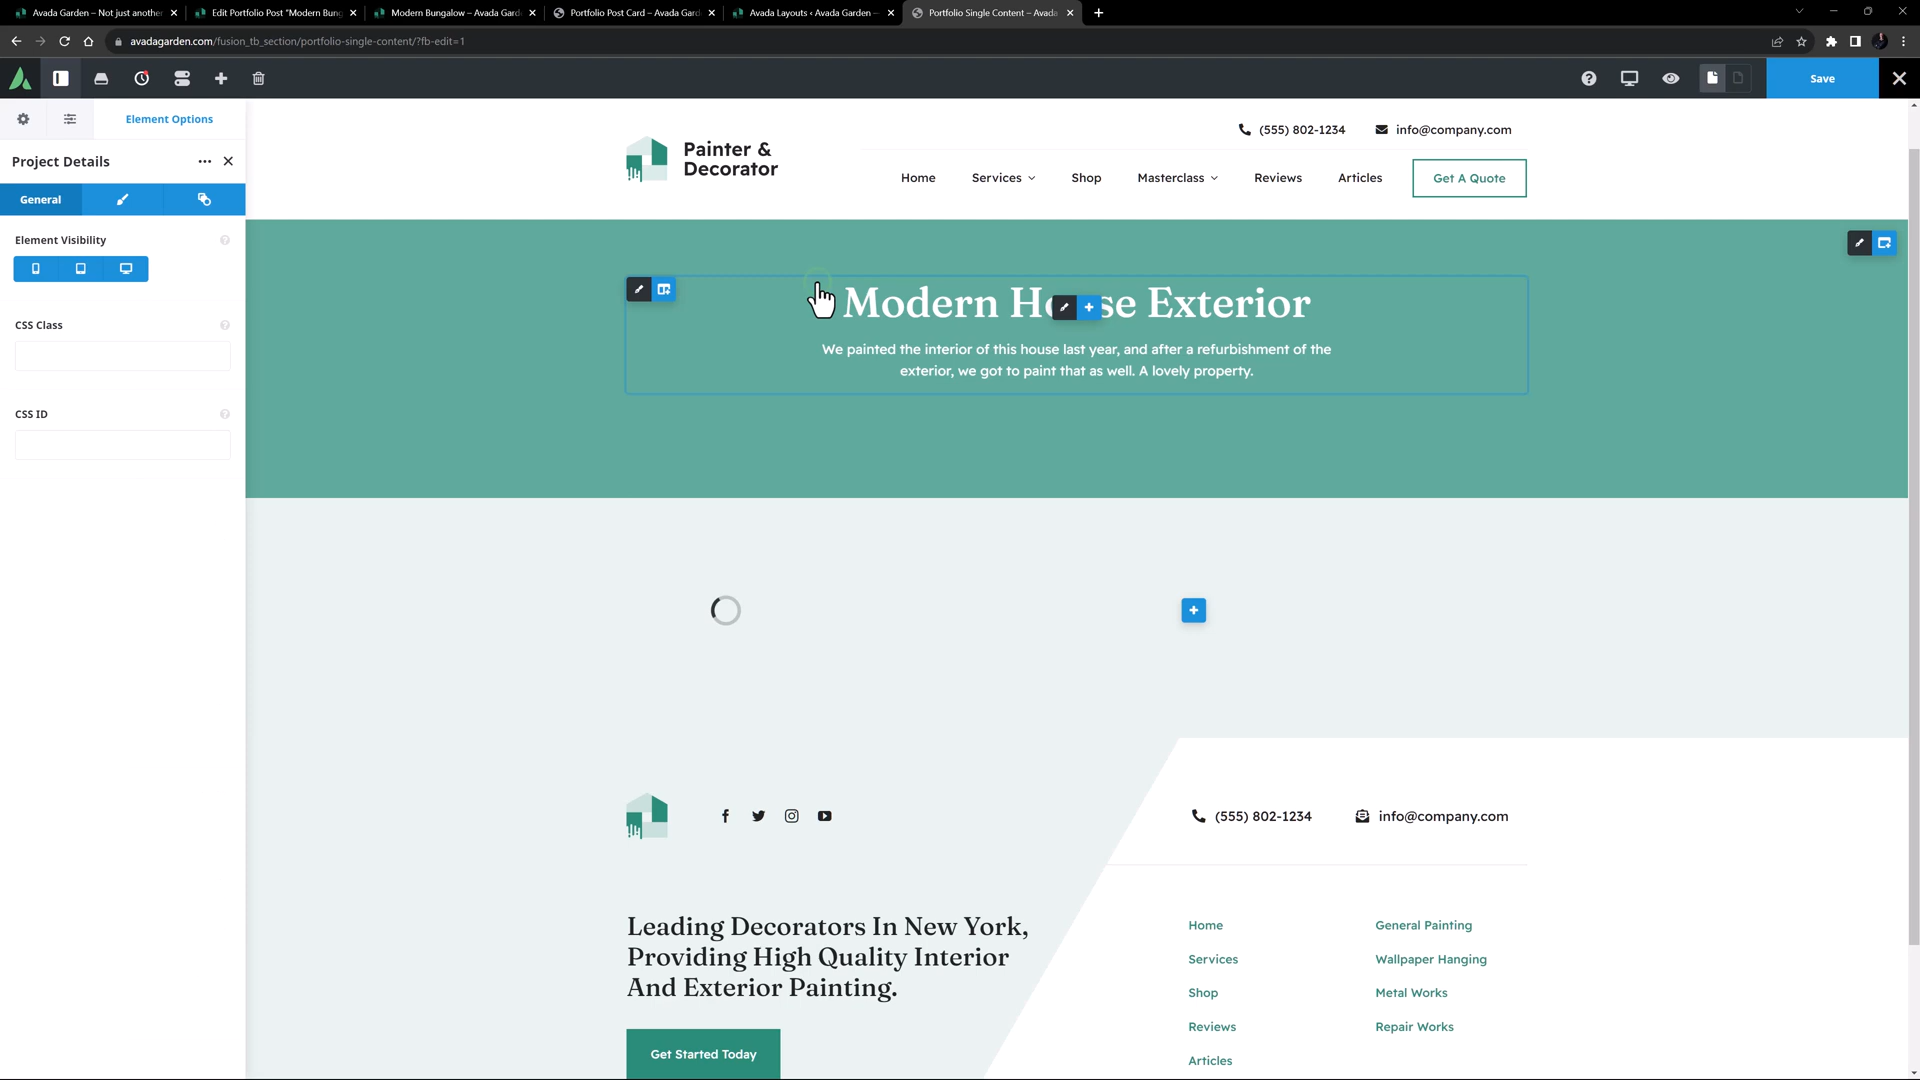 Avada Garden – Not just another
Edit Portfolio Post "Modern Bung
Modern Bungalow – Avada Gard
Portfolio Post Card – Avada Gard
Avada Layouts ‹ Avada Garden —
Portfolio Single Content – Avada
avadagarden.com/fusion_tb_section/portfolio-single-content/?fb-edit=1
Save
Element Options
Project Details
General
Element Visibility
CSS Class
CSS ID
(555) 802-1234
info@company.com
Painter &
Decorator
Home
Services
Shop
Masterclass
Reviews
Articles
Get A Quote
Modern House Exterior
We painted the interior of this house last year, and after a refurbishment of the
exterior, we got to paint that as well. A lovely property.
(555) 802-1234
info@company.com
Leading Decorators In New York,
Providing High Quality Interior
And Exterior Painting.
Get Started Today
Home
General Painting
Services
Wallpaper Hanging
Shop
Metal Works
Reviews
Repair Works
Articles